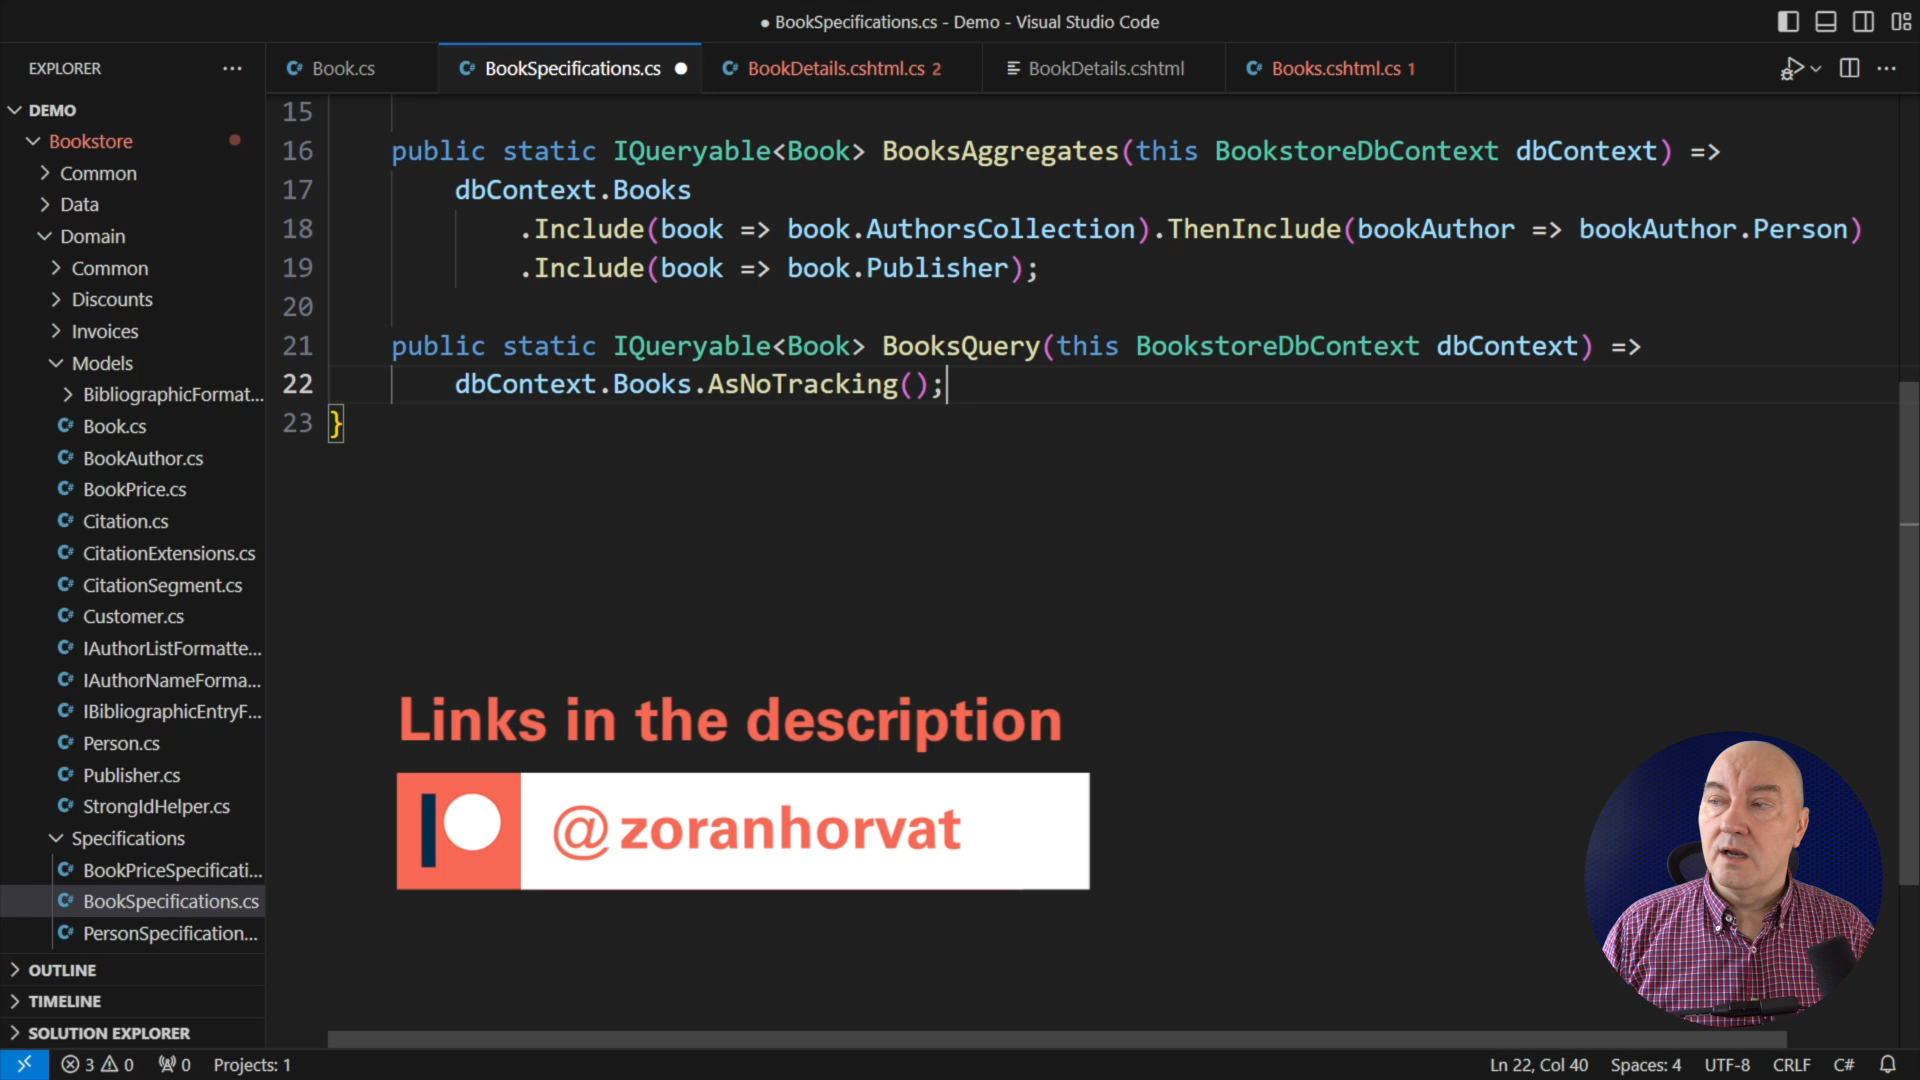 ● BookSpecifications.cs - Demo - Visual Studio Code
EXPLORER
Book.cs
BookSpecifications.cs
BookDetails.cshtml.cs 2
BookDetails.cshtml
Books.cshtml.cs 1
DEMO
Bookstore
Common
Data
Domain
Common
Discounts
Invoices
Models
BibliographicFormat...
Book.cs
BookAuthor.cs
BookPrice.cs
Citation.cs
CitationExtensions.cs
CitationSegment.cs
Customer.cs
IAuthorListFormatte...
IAuthorNameForma...
IBibliographicEntryF...
Person.cs
Publisher.cs
StrongIdHelper.cs
Specifications
BookPriceSpecificati...
BookSpecifications.cs
PersonSpecification...
OUTLINE
TIMELINE
SOLUTION EXPLORER
15
16 public static IQueryable<Book> BooksAggregates(this BookstoreDbContext dbContext) =>
17 dbContext.Books
18 .Include(book => book.AuthorsCollection).ThenInclude(bookAuthor => bookAuthor.Person)
19 .Include(book => book.Publisher);
20
21 public static IQueryable<Book> BooksQuery(this BookstoreDbContext dbContext) =>
22 dbContext.Books.AsNoTracking();
23 }
Links in the description
@zoranhorvat
3 0 0 Projects: 1
Ln 22, Col 40 Spaces: 4 UTF-8 CRLF C#